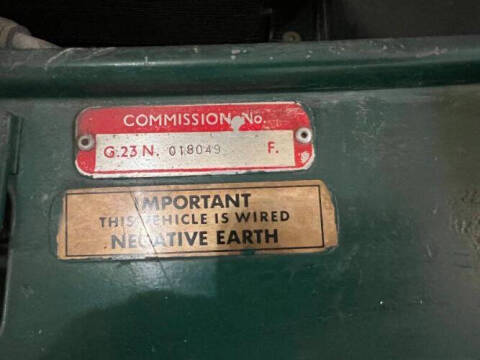 COMMISSION No.
G.23 N. 018049 F.
IMPORTANT
THIS VEHICLE IS WIRED
NEGATIVE EARTH